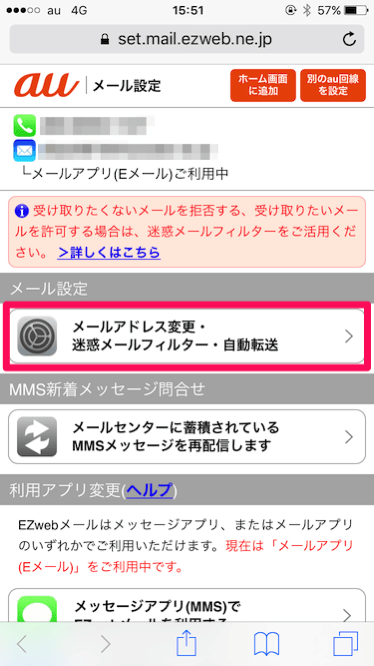 au 4G 15:51 57%
set.mail.ezweb.ne.jp
au メール設定
ホーム画面
に追加
別のau回線
を設定
└メールアプリ(Eメール)ご利用中
受け取りたくないメールを拒否する、受け取りたいメー
ルを許可する場合は、迷惑メールフィルターをご活用くだ
さい。 >詳しくはこちら
メール設定
メールアドレス変更・
迷惑メールフィルター・自動転送
MMS新着メッセージ問合せ
メールセンターに蓄積されている
MMSメッセージを再配信します
利用アプリ変更(ヘルプ)
EZwebメールはメッセージアプリ、またはメールアプリ
のいずれかでご利用いただけます。現在は「メールアプリ
(Eメール)」をご利用中です。
メッセージアプリ(MMS)で
EZwebメールを利用する